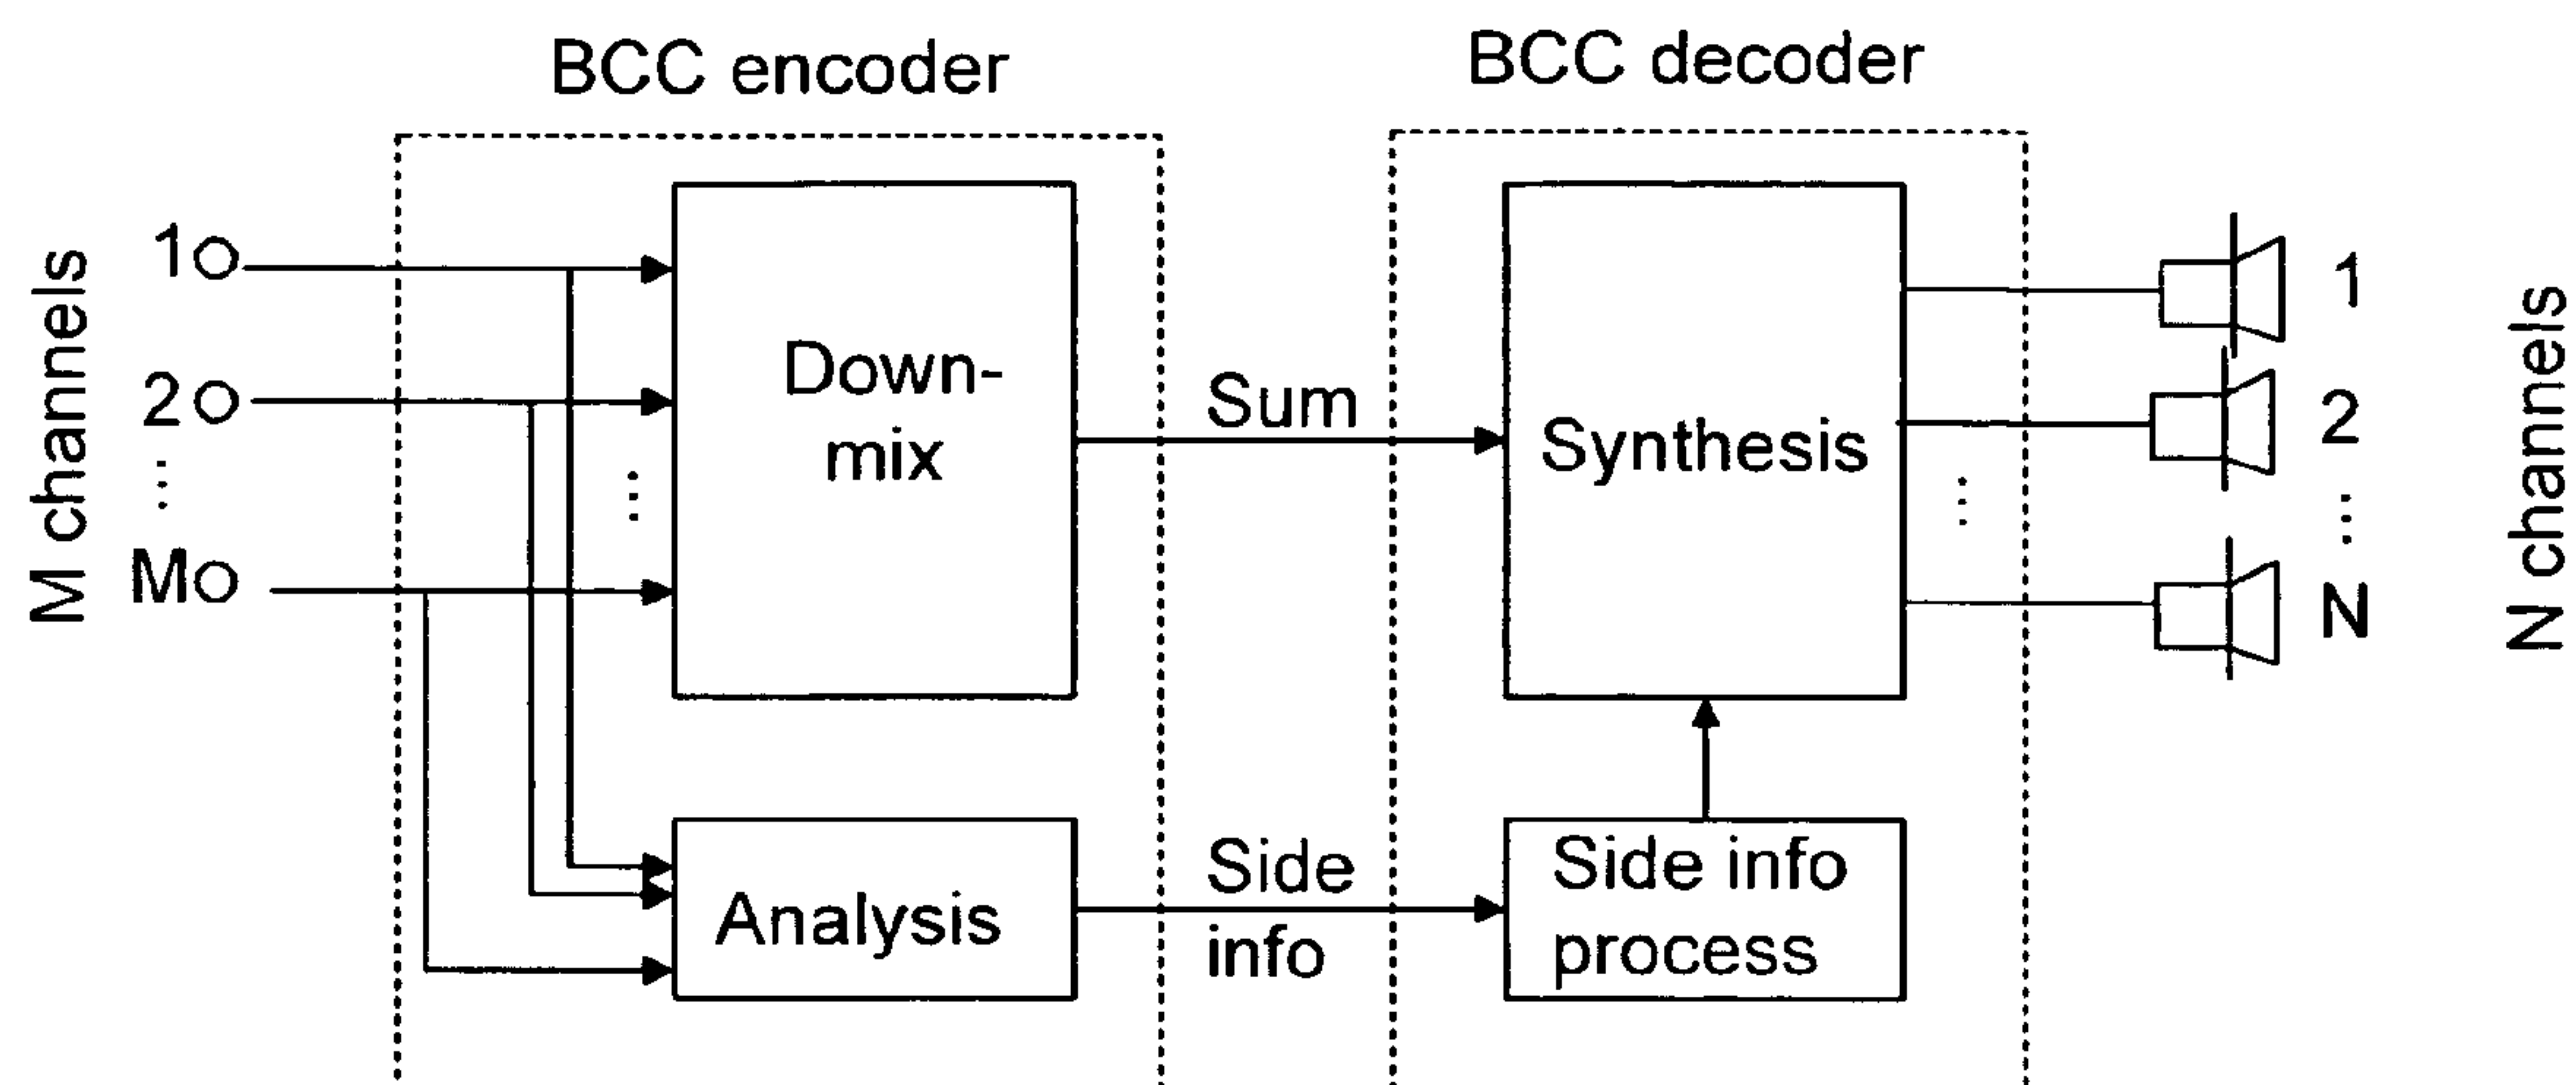 BCC encoder
BCC decoder
M channels
1
2
...
M
Down-
mix
...
Analysis
Sum
Side
info
Synthesis
...
Side info
process
1
2
...
N
N channels